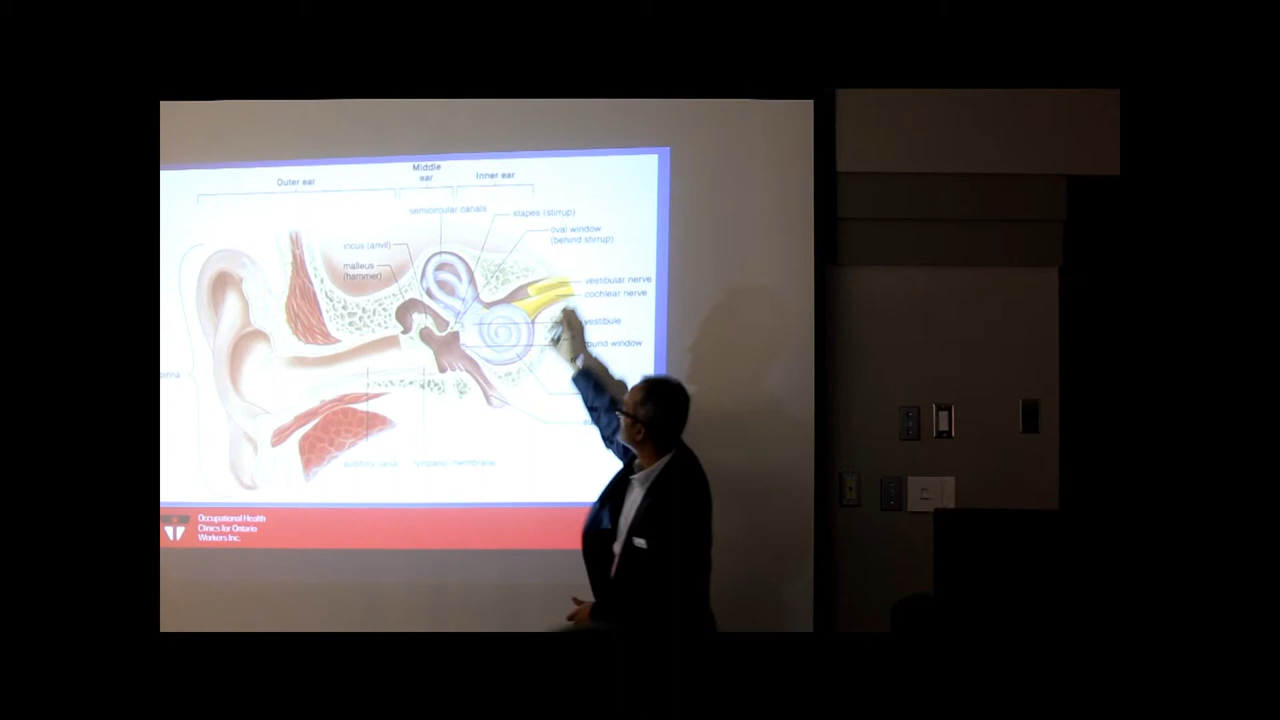 Middle
ear
Outer ear
Inner ear
semicircular canals
stapes (stirrup)
oval window
(behind stirrup)
incus (anvil)
malleus
(hammer)
vestibular nerve
cochlear nerve
vestibule
round window
pinna
auditory canal
tympanic membrane
Occupational Health
Clinics for Ontario
Workers Inc.